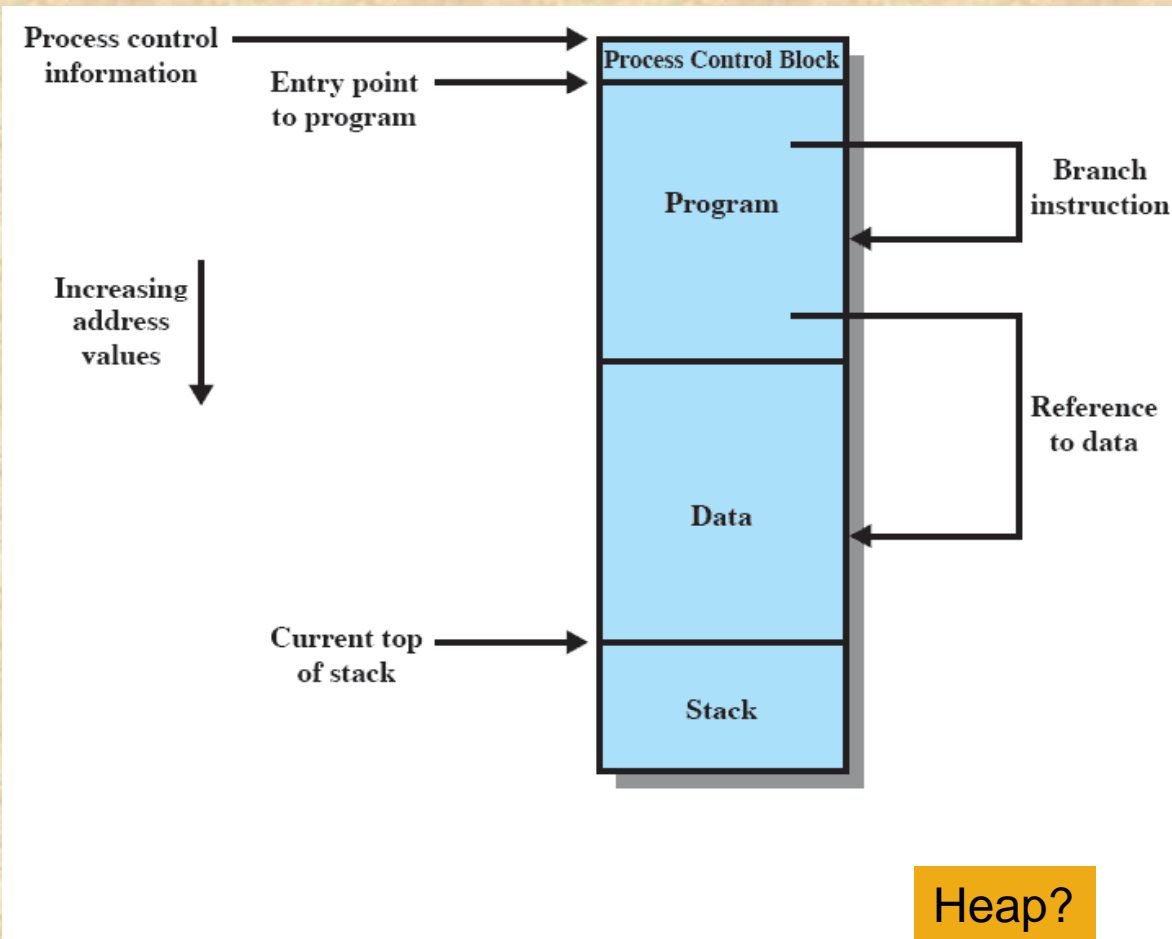 Process control
information
Process Control Block
Entry point
to program
Branch
instruction
Program
Increasing
address
values
Reference
to data
Data
Current top
of stack
Stack
Heap?